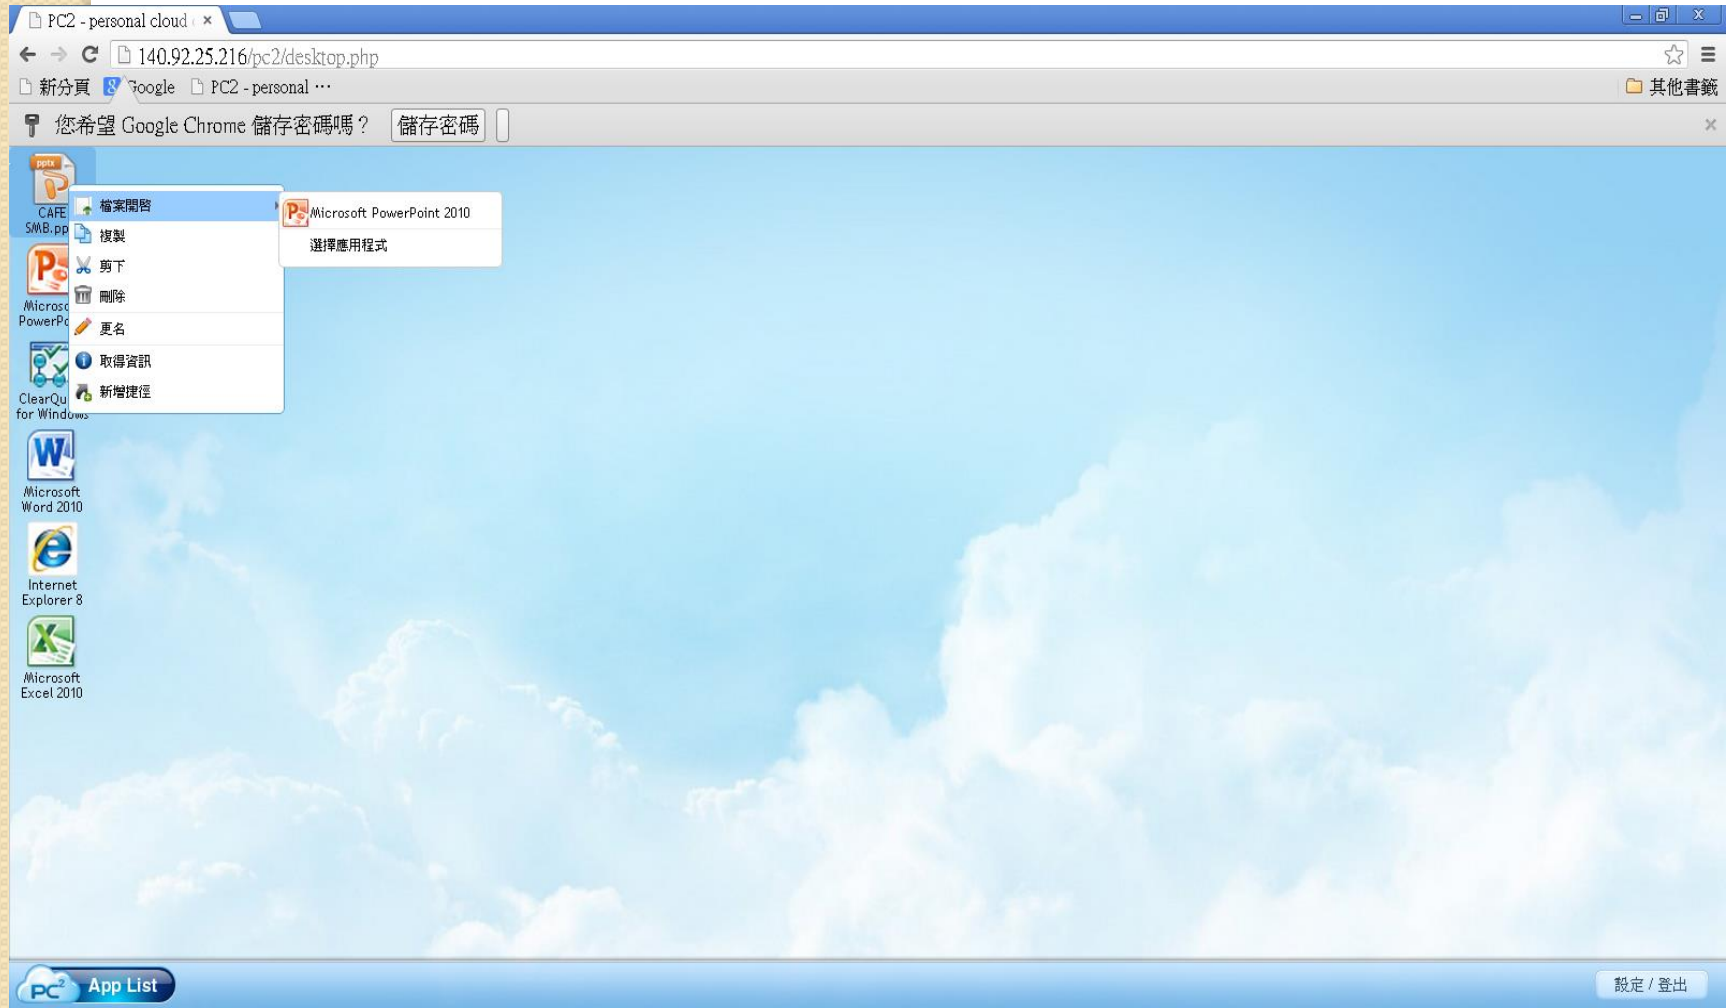 PC2 - personal cloud
140.92.25.216/pc2/desktop.php
新分頁 Google PC2 - personal …
其他書籤
您希望 Google Chrome 儲存密碼嗎？ 儲存密碼
pptx
CAFE
SMB.pp
檔案開啓
複製
剪下
刪除
更名
取得資訊
新增捷徑
Microsoft PowerPoint 2010
選擇應用程式
Microso
PowerPo
ClearQu
for Windows
Microsoft
Word 2010
Internet
Explorer 8
Microsoft
Excel 2010
PC² App List
設定 / 登出